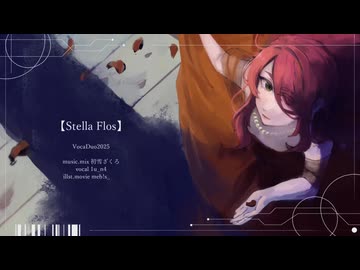 【Stella Flos】
VocaDuo2025
music.mix 初雪ざくろ
vocal 1u_n4
illst.movie meb!s_